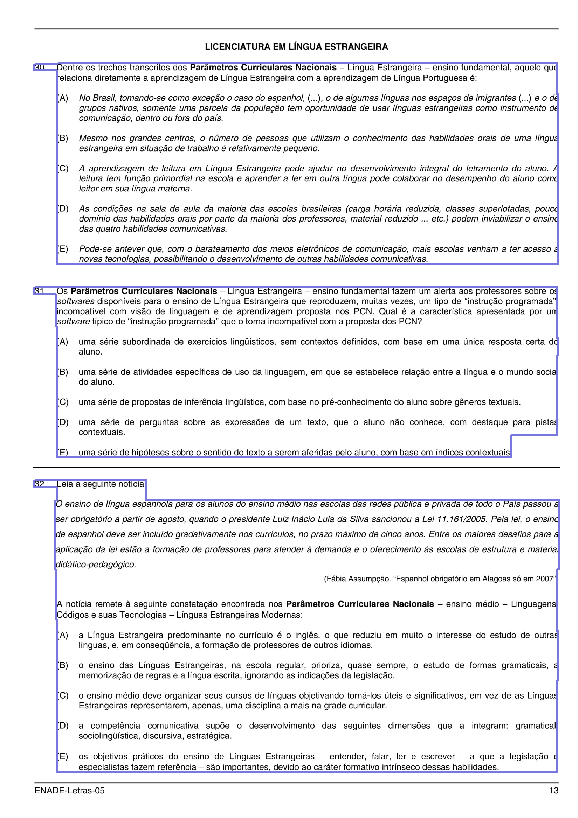 LICENCIATURA EM LÍNGUA ESTRANGEIRA
30 Dentre os trechos transcritos dos Parâmetros Curriculares Nacionais – Língua Estrangeira – ensino fundamental, aquele que
relaciona diretamente a aprendizagem de Língua Estrangeira com a aprendizagem de Língua Portuguesa é:
(A) No Brasil, tomando-se como exceção o caso do espanhol, (...), o de algumas línguas nos espaços de imigrantes (...) e o de
grupos nativos, somente uma parcela da população tem oportunidade de usar línguas estrangeiras como instrumento de
comunicação, dentro ou fora do país.
(B) Mesmo nos grandes centros, o número de pessoas que utilizam o conhecimento das habilidades orais de uma língua
estrangeira em situação de trabalho é relativamente pequeno.
(C) A aprendizagem de leitura em Língua Estrangeira pode ajudar no desenvolvimento integral do letramento do aluno. A
leitura tem função primordial na escola e aprender a ler em outra língua pode colaborar no desempenho do aluno como
leitor em sua língua materna.
(D) As condições na sala de aula da maioria das escolas brasileiras (carga horária reduzida, classes superlotadas, pouco
domínio das habilidades orais por parte da maioria dos professores, material reduzido ... etc.) podem inviabilizar o ensino
das quatro habilidades comunicativas.
(E) Pode-se antever que, com o barateamento dos meios eletrônicos de comunicação, mais escolas venham a ter acesso a
novas tecnologias, possibilitando o desenvolvimento de outras habilidades comunicativas.
31 Os Parâmetros Curriculares Nacionais – Língua Estrangeira – ensino fundamental fazem um alerta aos professores sobre os
softwares disponíveis para o ensino de Língua Estrangeira que reproduzem, muitas vezes, um tipo de “instrução programada”
incompatível com visão de linguagem e de aprendizagem proposta nos PCN. Qual é a característica apresentada por um
software típico de “instrução programada” que o torna incompatível com a proposta dos PCN?
(A) uma série subordinada de exercícios lingüísticos, sem contextos definidos, com base em uma única resposta certa do
aluno.
(B) uma série de atividades específicas de uso da linguagem, em que se estabelece relação entre a língua e o mundo social
do aluno.
(C) uma série de propostas de inferência lingüística, com base no pré-conhecimento do aluno sobre gêneros textuais.
(D) uma série de perguntas sobre as expressões de um texto, que o aluno não conhece, com destaque para pistas
contextuais.
(E) uma série de hipóteses sobre o sentido do texto a serem aferidas pelo aluno, com base em índices contextuais.
32 Leia a seguinte notícia
O ensino de língua espanhola para os alunos do ensino médio nas escolas das redes pública e privada de todo o País passou a
ser obrigatório a partir de agosto, quando o presidente Luiz Inácio Lula da Silva sancionou a Lei 11.161/2005. Pela lei, o ensino
de espanhol deve ser incluído gradativamente nos currículos, no prazo máximo de cinco anos. Entre os maiores desafios para a
aplicação da lei estão a formação de professores para atender à demanda e o oferecimento às escolas de estrutura e material
didático-pedagógico.
(Fábia Assumpção. “Espanhol obrigatório em Alagoas só em 2007”
A notícia remete à seguinte constatação encontrada nos Parâmetros Curriculares Nacionais – ensino médio – Linguagens
Códigos e suas Tecnologias – Línguas Estrangeiras Modernas:
(A) a Língua Estrangeira predominante no currículo é o inglês, o que reduziu em muito o interesse do estudo de outras
línguas, e, em conseqüência, a formação de professores de outros idiomas.
(B) o ensino das Línguas Estrangeiras, na escola regular, prioriza, quase sempre, o estudo de formas gramaticais, a
memorização de regras e a língua escrita, ignorando as indicações da legislação.
(C) o ensino médio deve organizar seus cursos de línguas objetivando torná-los úteis e significativos, em vez de as Línguas
Estrangeiras representarem, apenas, uma disciplina a mais na grade curricular.
(D) a competência comunicativa supõe o desenvolvimento das seguintes dimensões que a integram: gramatical,
sociolingüística, discursiva, estratégica.
(E) os objetivos práticos do ensino de Línguas Estrangeiras – entender, falar, ler e escrever – a que a legislação e
especialistas fazem referência – são importantes, devido ao caráter formativo intrínseco dessas habilidades.
ENADE-Letras-05 13